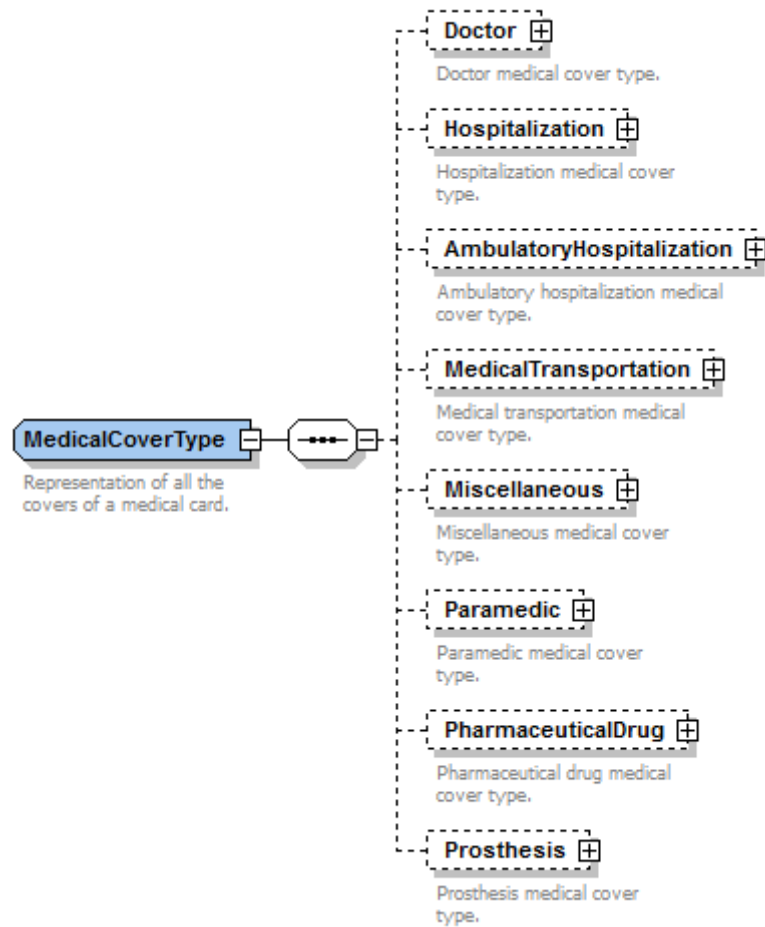 Doctor
Doctor medical cover type.
Hospitalization
Hospitalization medical cover
type.
AmbulatoryHospitalization
Ambulatory hospitalization medical
cover type.
MedicalTransportation
Medical transportation medical
cover type.
MedicalCoverType
Representation of all the
covers of a medical card.
Miscellaneous
Miscellaneous medical cover
type.
Paramedic
Paramedic medical cover
type.
PharmaceuticalDrug
Pharmaceutical drug medical
cover type.
Prosthesis
Prosthesis medical cover
type.